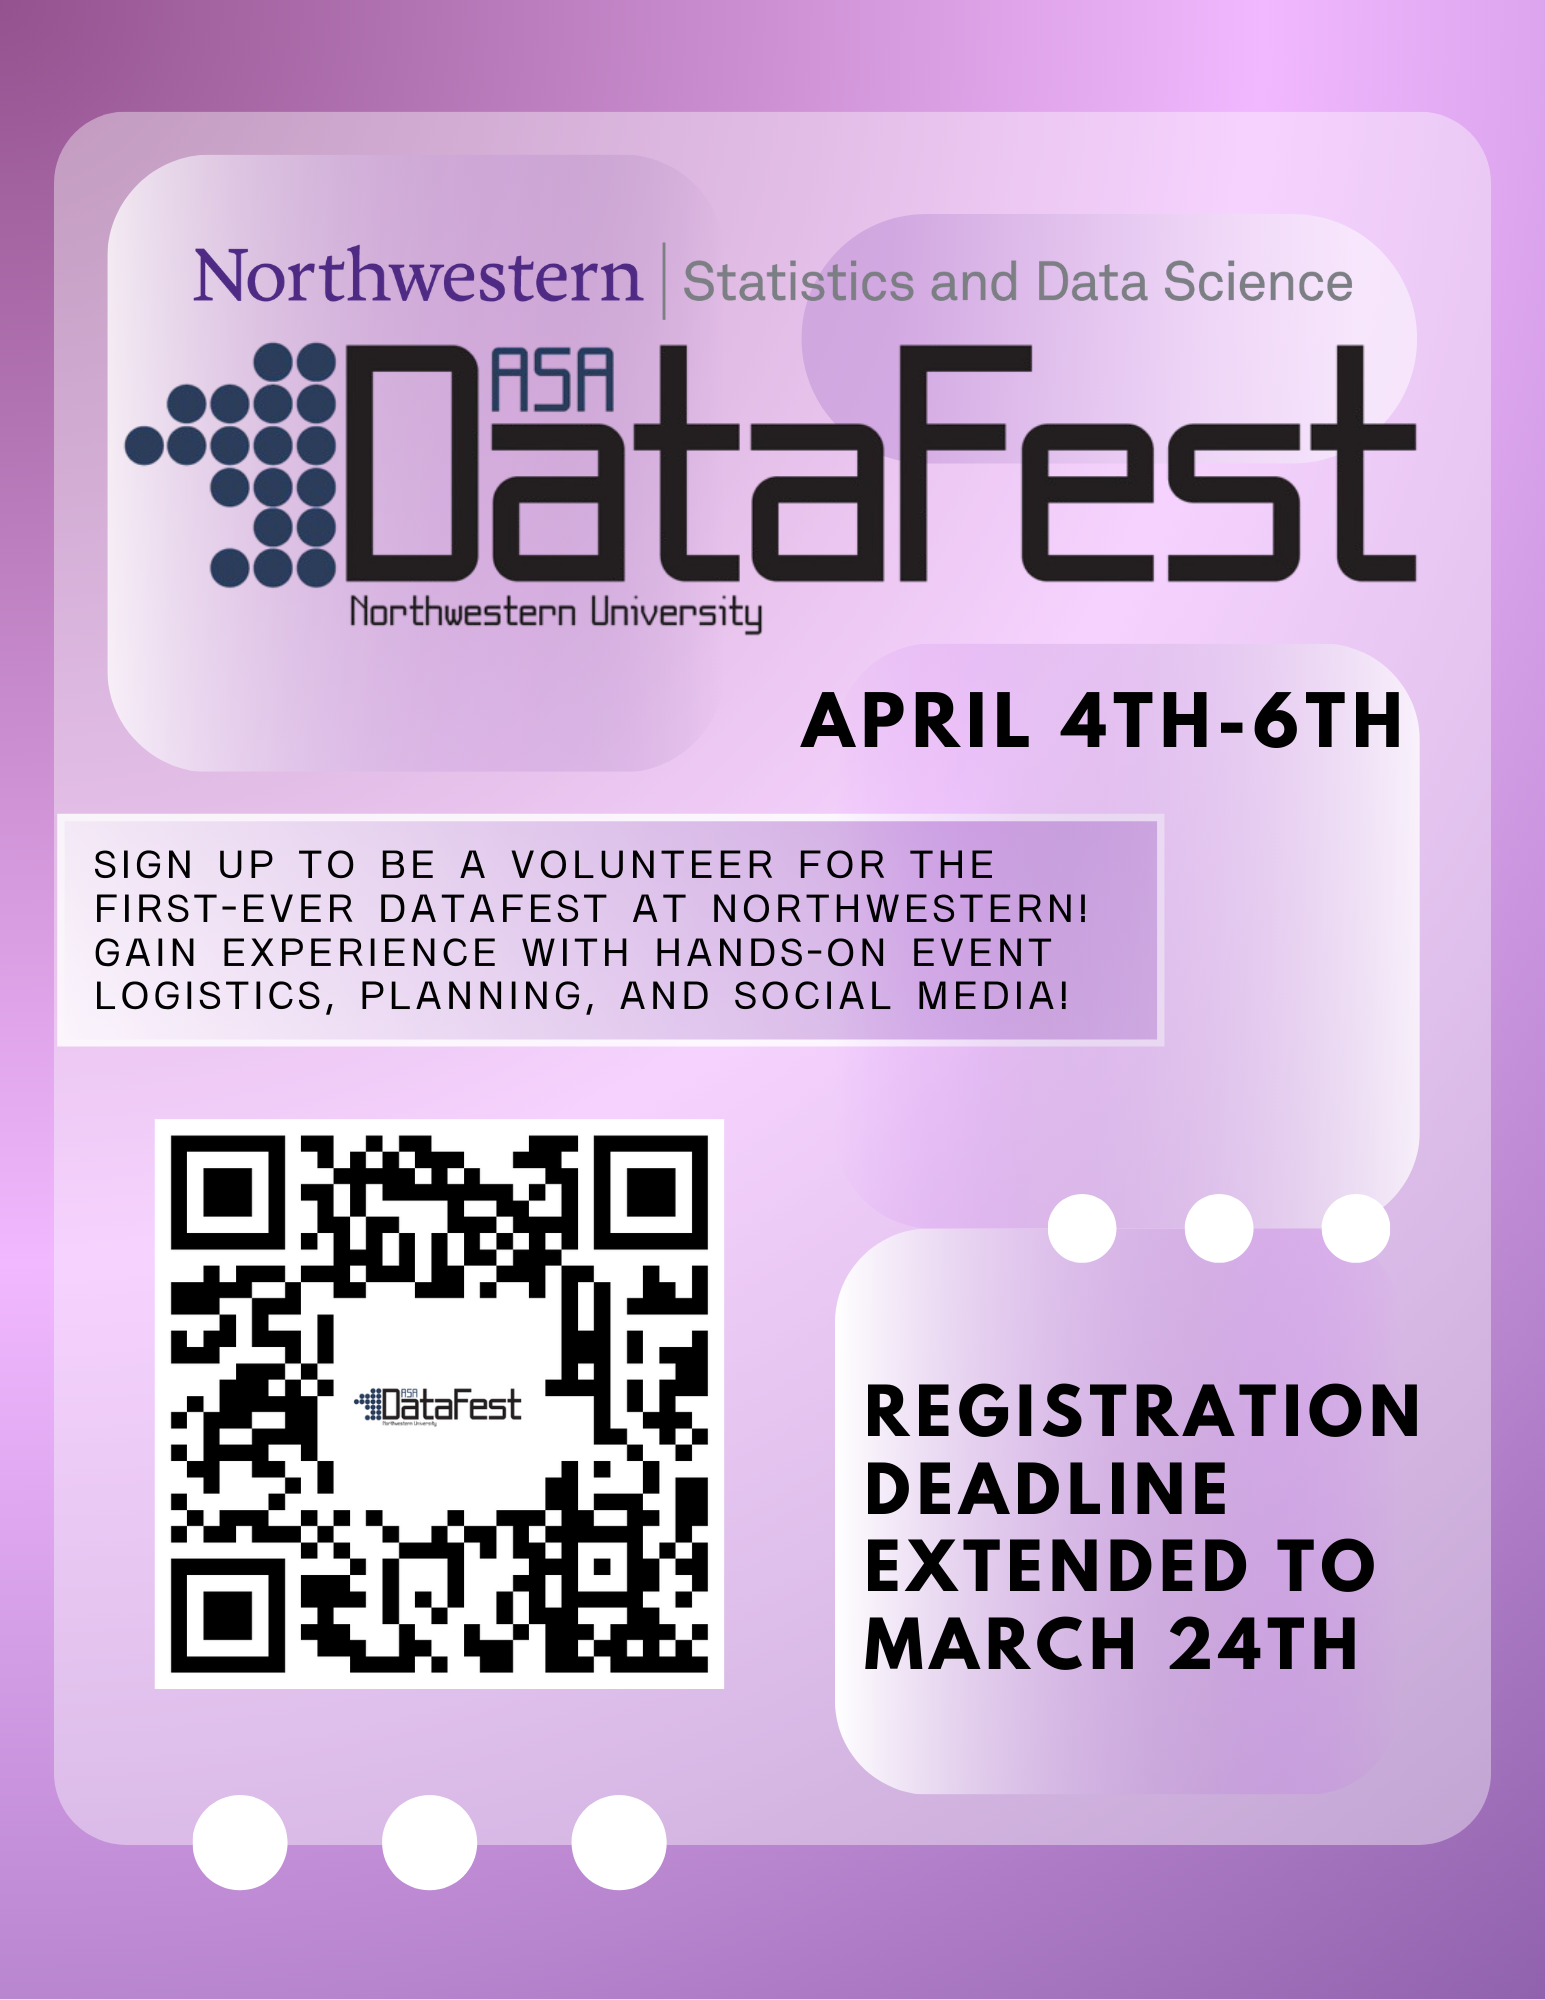 Northwestern | Statistics and Data Science
ASA
DataFest
Northwestern University
APRIL 4TH-6TH
SIGN UP TO BE A VOLUNTEER FOR THE
FIRST-EVER DATAFEST AT NORTHWESTERN!
GAIN EXPERIENCE WITH HANDS-ON EVENT
LOGISTICS, PLANNING, AND SOCIAL MEDIA!
ASA
DataFest
Northwestern University
REGISTRATION
DEADLINE
EXTENDED TO
MARCH 24TH